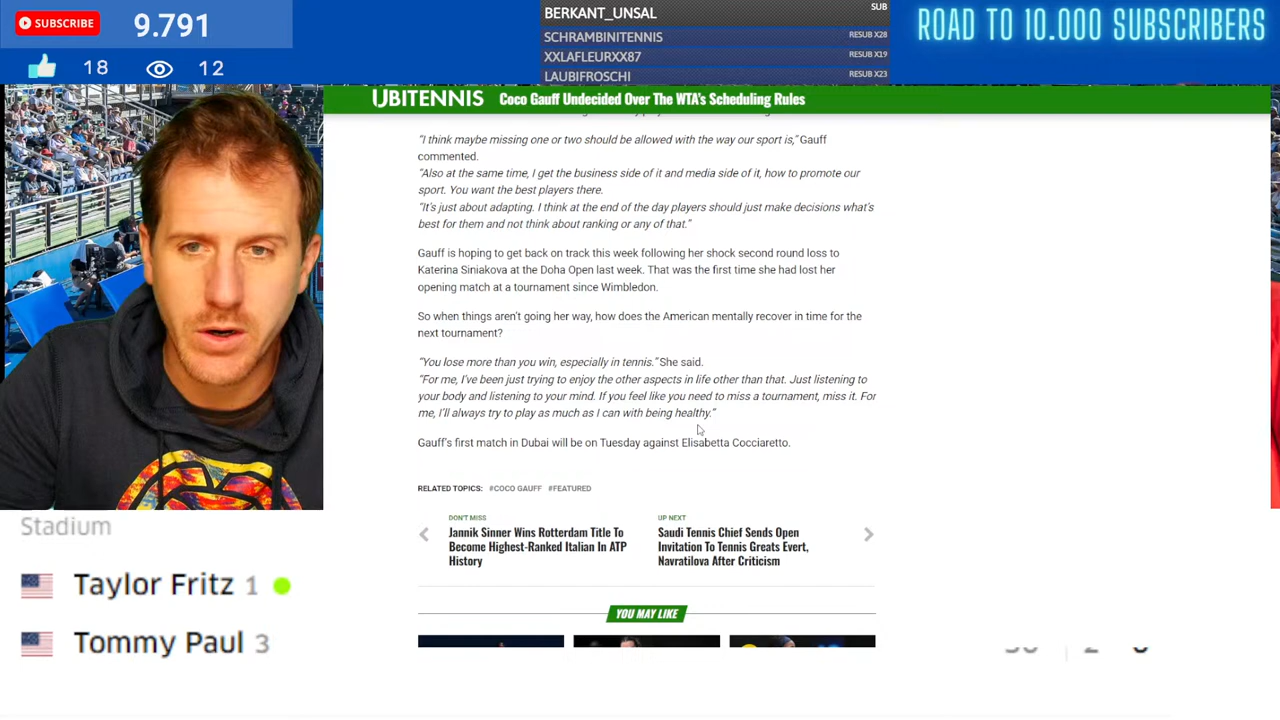 SUBSCRIBE
9.791
18
12
BERKANT_UNSAL SUB
SCHRAMBINITENNIS RESUB X28
XXLAFLEURXX87 RESUB X19
LAUBIFROSCHI RESUB X23
ROAD TO 10.000 SUBSCRIBERS
UBITENNIS Coco Gauff Undecided Over The WTA's Scheduling Rules
"I think maybe missing one or two should be allowed with the way our sport is," Gauff
commented.
"Also at the same time, I get the business side of it and media side of it, how to promote our
sport. You want the best players there.
"It's just about adapting. I think at the end of the day players should just make decisions what's
best for them and not think about ranking or any of that."
Gauff is hoping to get back on track this week following her shock second round loss to
Katerina Siniakova at the Doha Open last week. That was the first time she had lost her
opening match at a tournament since Wimbledon.
So when things aren't going her way, how does the American mentally recover in time for the
next tournament?
"You lose more than you win, especially in tennis." She said.
"For me, I've been just trying to enjoy the other aspects in life other than that. Just listening to
your body and listening to your mind. If you feel like you need to miss a tournament, miss it. For
me, I'll always try to play as much as I can with being healthy."
Gauff's first match in Dubai will be on Tuesday against Elisabetta Cocciaretto.
RELATED TOPICS: #COCO GAUFF #FEATURED
DON'T MISS
Jannik Sinner Wins Rotterdam Title To
Become Highest-Ranked Italian In ATP
History
UP NEXT
Saudi Tennis Chief Sends Open
Invitation To Tennis Greats Evert,
Navratilova After Criticism
YOU MAY LIKE
Stadium
Taylor Fritz 1
Tommy Paul 3